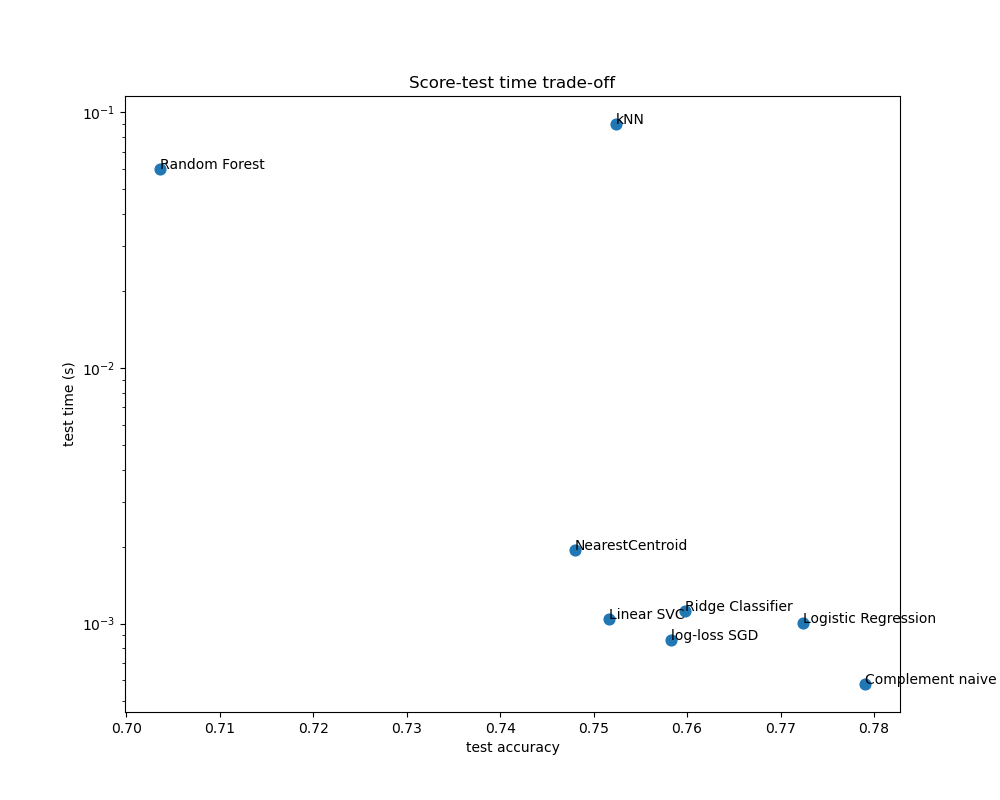 Score-test time trade-off
10⁻¹
kNN
Random Forest
10⁻²
test time (s)
NearestCentroid
Ridge Classifier
Linear SVC
Logistic Regression
10⁻³
log-loss SGD
Complement naive
0.70 0.71 0.72 0.73 0.74 0.75 0.76 0.77 0.78
test accuracy